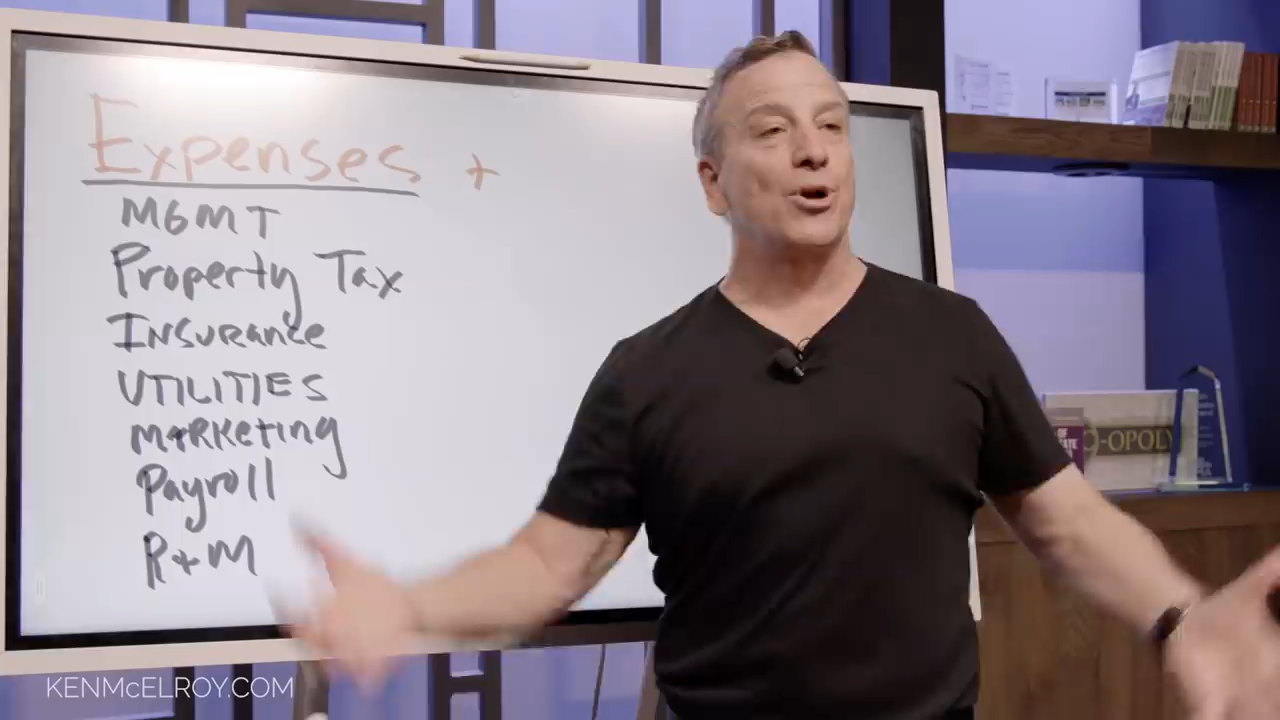 Expenses +
MGMT
Property Tax
Insurance
UTILITIES
Marketing
Payroll
R+M
-OPOLY
KENMcELROY.COM